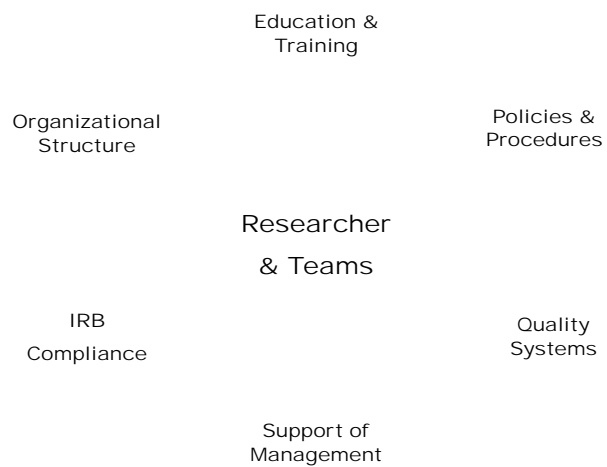 Education &
Training
Organizational
Structure
Policies &
Procedures
Researcher
& Teams
IRB
Compliance
Quality
Systems
Support of
Management